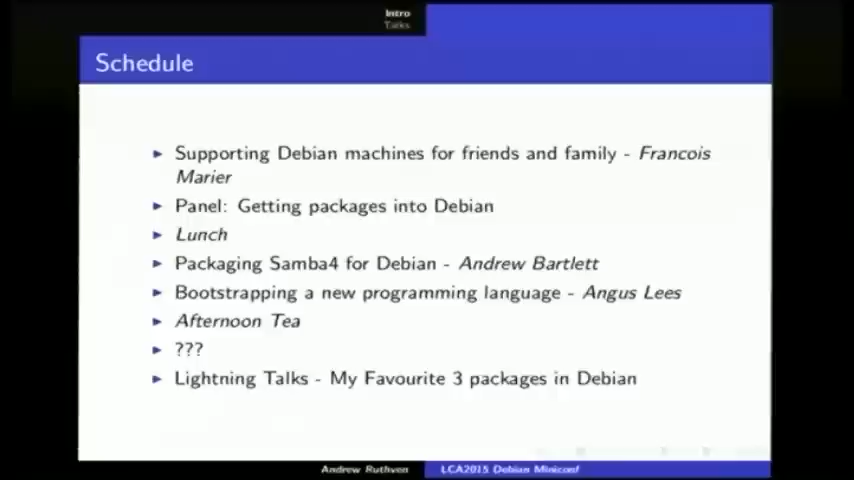 Intro
Talks
Schedule
Supporting Debian machines for friends and family - Francois
Marier
Panel: Getting packages into Debian
Lunch
Packaging Samba4 for Debian - Andrew Bartlett
Bootstrapping a new programming language - Angus Lees
Afternoon Tea
???
Lightning Talks - My Favourite 3 packages in Debian
Andrew Ruthven LCA2015 Debian Miniconf